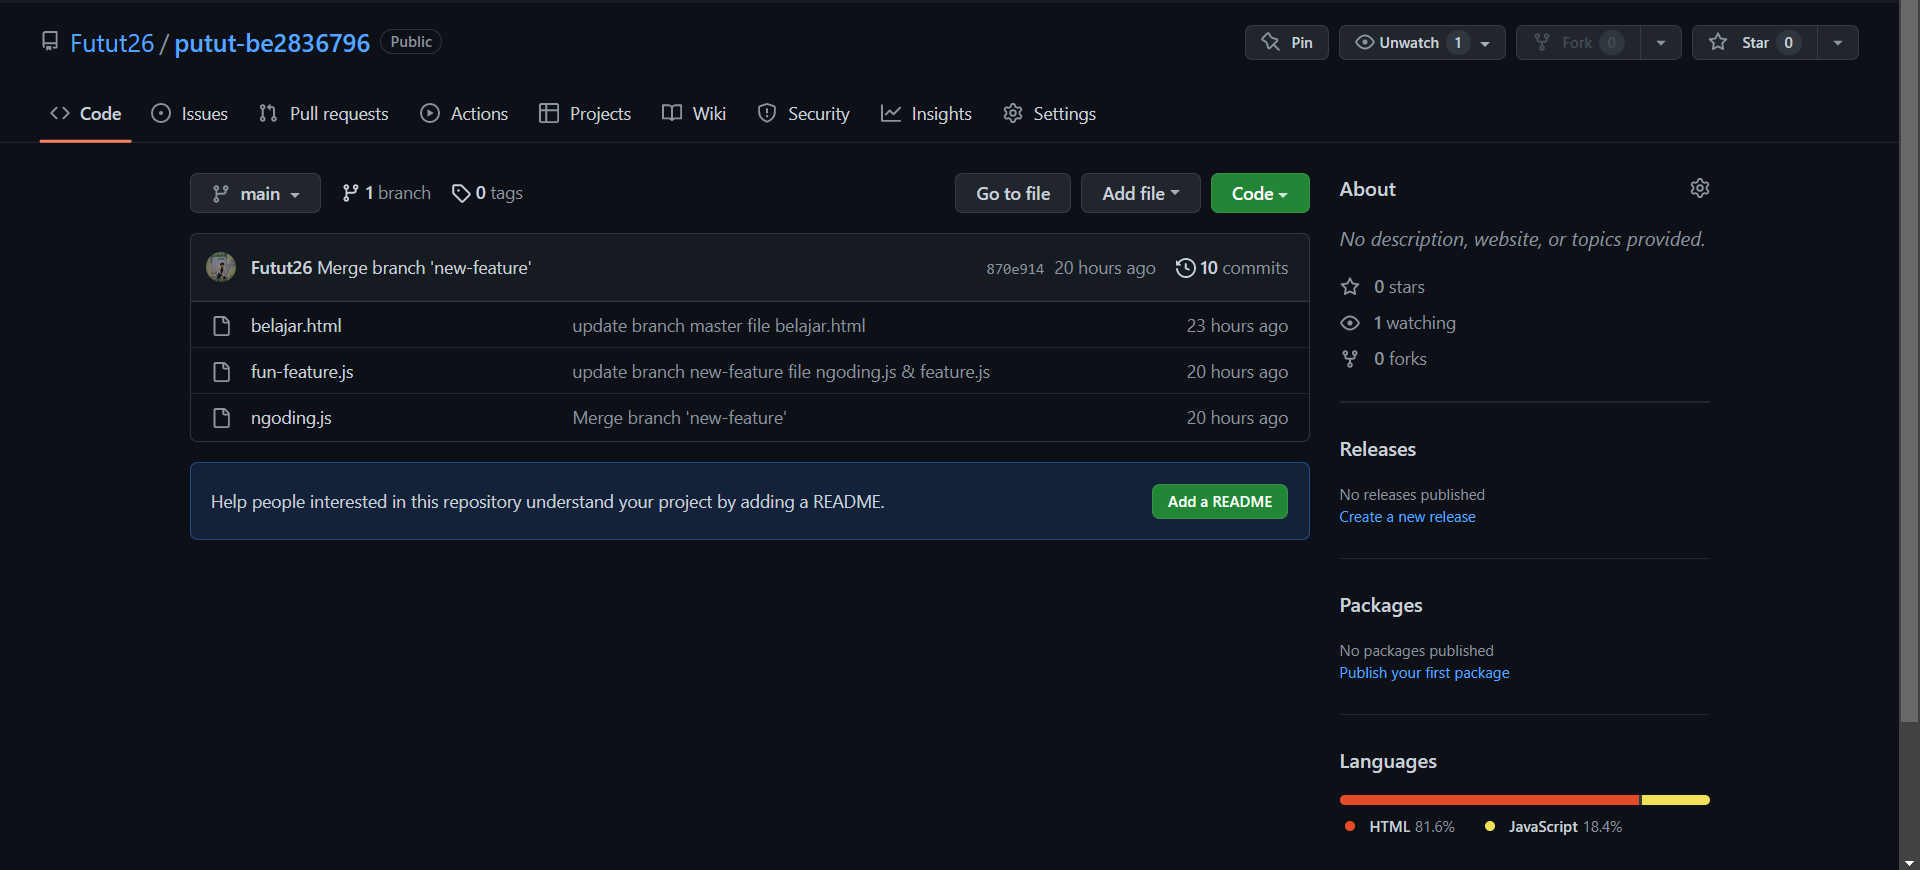 Futut26 / putut-be2836796 Public
Pin
Unwatch 1
Fork 0
Star 0
Code
Issues
Pull requests
Actions
Projects
Wiki
Security
Insights
Settings
main
1 branch
0 tags
Go to file
Add file
Code
Futut26 Merge branch 'new-feature'
870e914 20 hours ago
10 commits
belajar.html update branch master file belajar.html 23 hours ago
fun-feature.js update branch new-feature file ngoding.js & feature.js 20 hours ago
ngoding.js Merge branch 'new-feature' 20 hours ago
Help people interested in this repository understand your project by adding a README.
Add a README
About
No description, website, or topics provided.
0 stars
1 watching
0 forks
Releases
No releases published
Create a new release
Packages
No packages published
Publish your first package
Languages
HTML 81.6%
JavaScript 18.4%